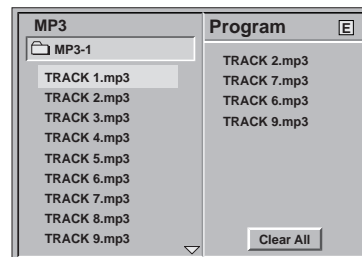 MP3
MP3-1
TRACK 1.mp3
TRACK 2.mp3
TRACK 3.mp3
TRACK 4.mp3
TRACK 5.mp3
TRACK 6.mp3
TRACK 7.mp3
TRACK 8.mp3
TRACK 9.mp3
Program E
TRACK 2.mp3
TRACK 7.mp3
TRACK 6.mp3
TRACK 9.mp3
Clear All